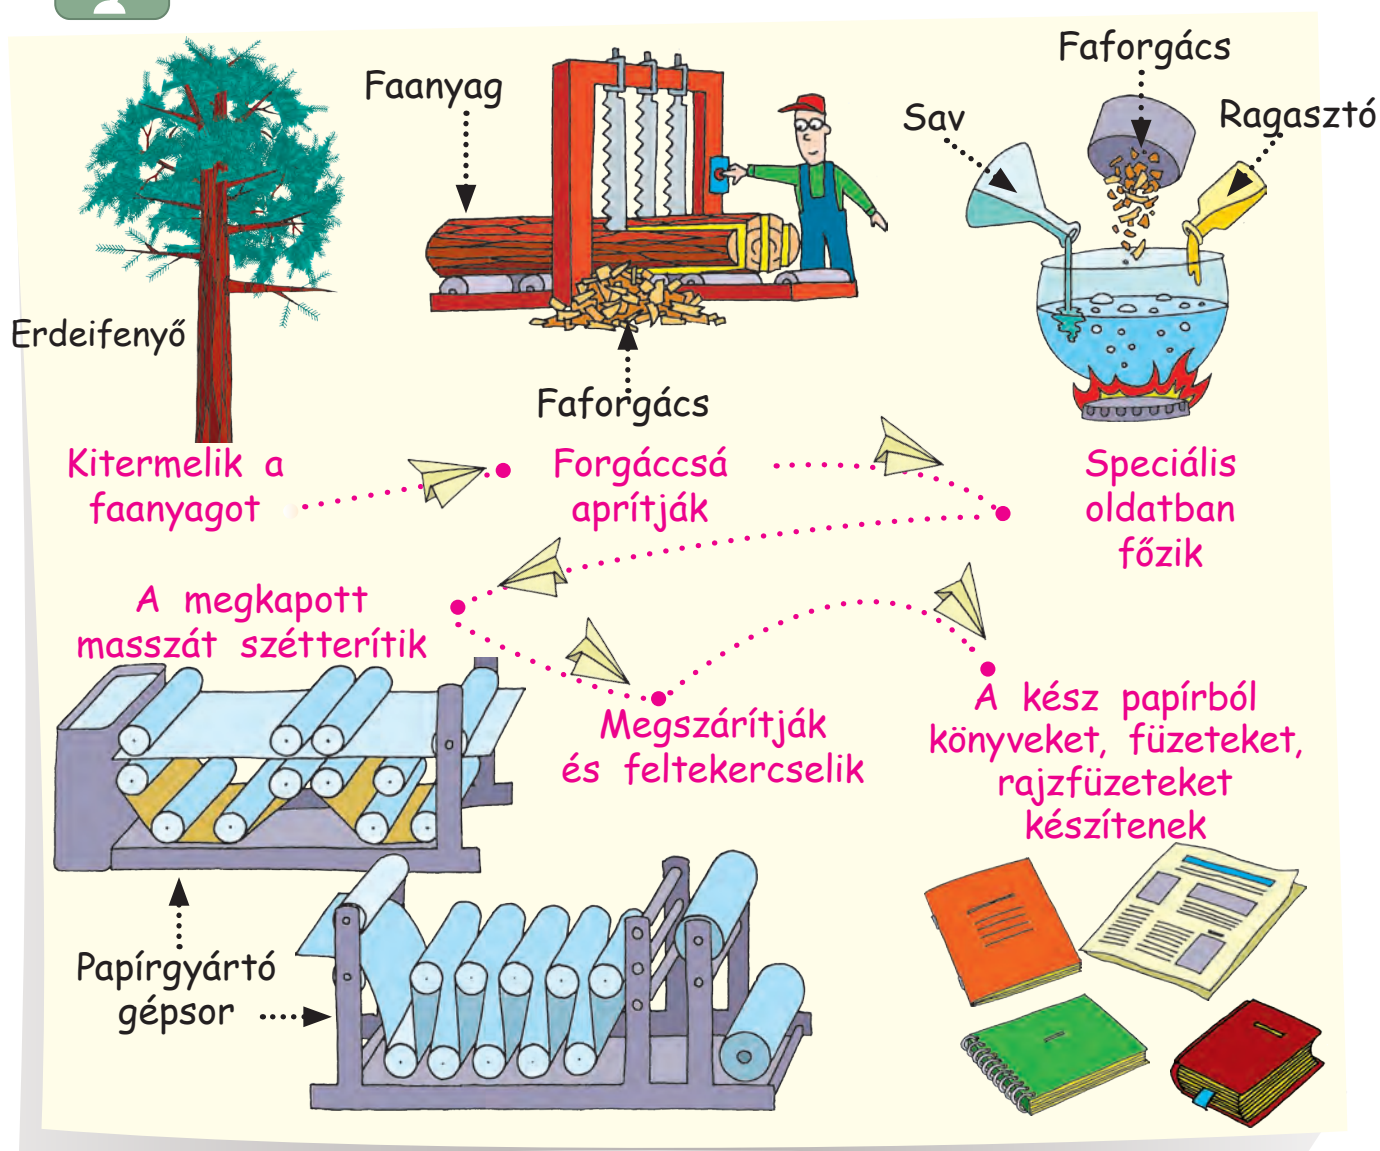 Faanyag
Faforgács
Sav
Ragasztó
Erdeifenyő
Faforgács
Kitermelik a
faanyagot
Forgáccsá
aprítják
Speciális
oldatban
főzik
A megkapott
masszát szétterítik
Megszárítják
és feltekercselik
A kész papírból
könyveket, füzeteket,
rajzfüzeteket
készítenek
Papírgyártó
gépsor